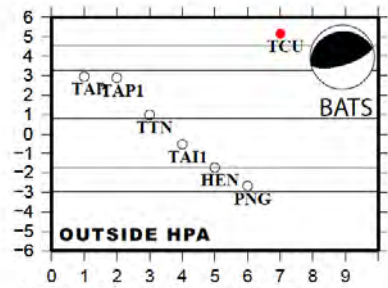 6
5
TCU
4
3
TAP TAP1
BATS
2
1
TTN
0
TAI1
−1
−2
HEN
−3
PNG
−4
−5
OUTSIDE HPA
−6
0 1 2 3 4 5 6 7 8 9